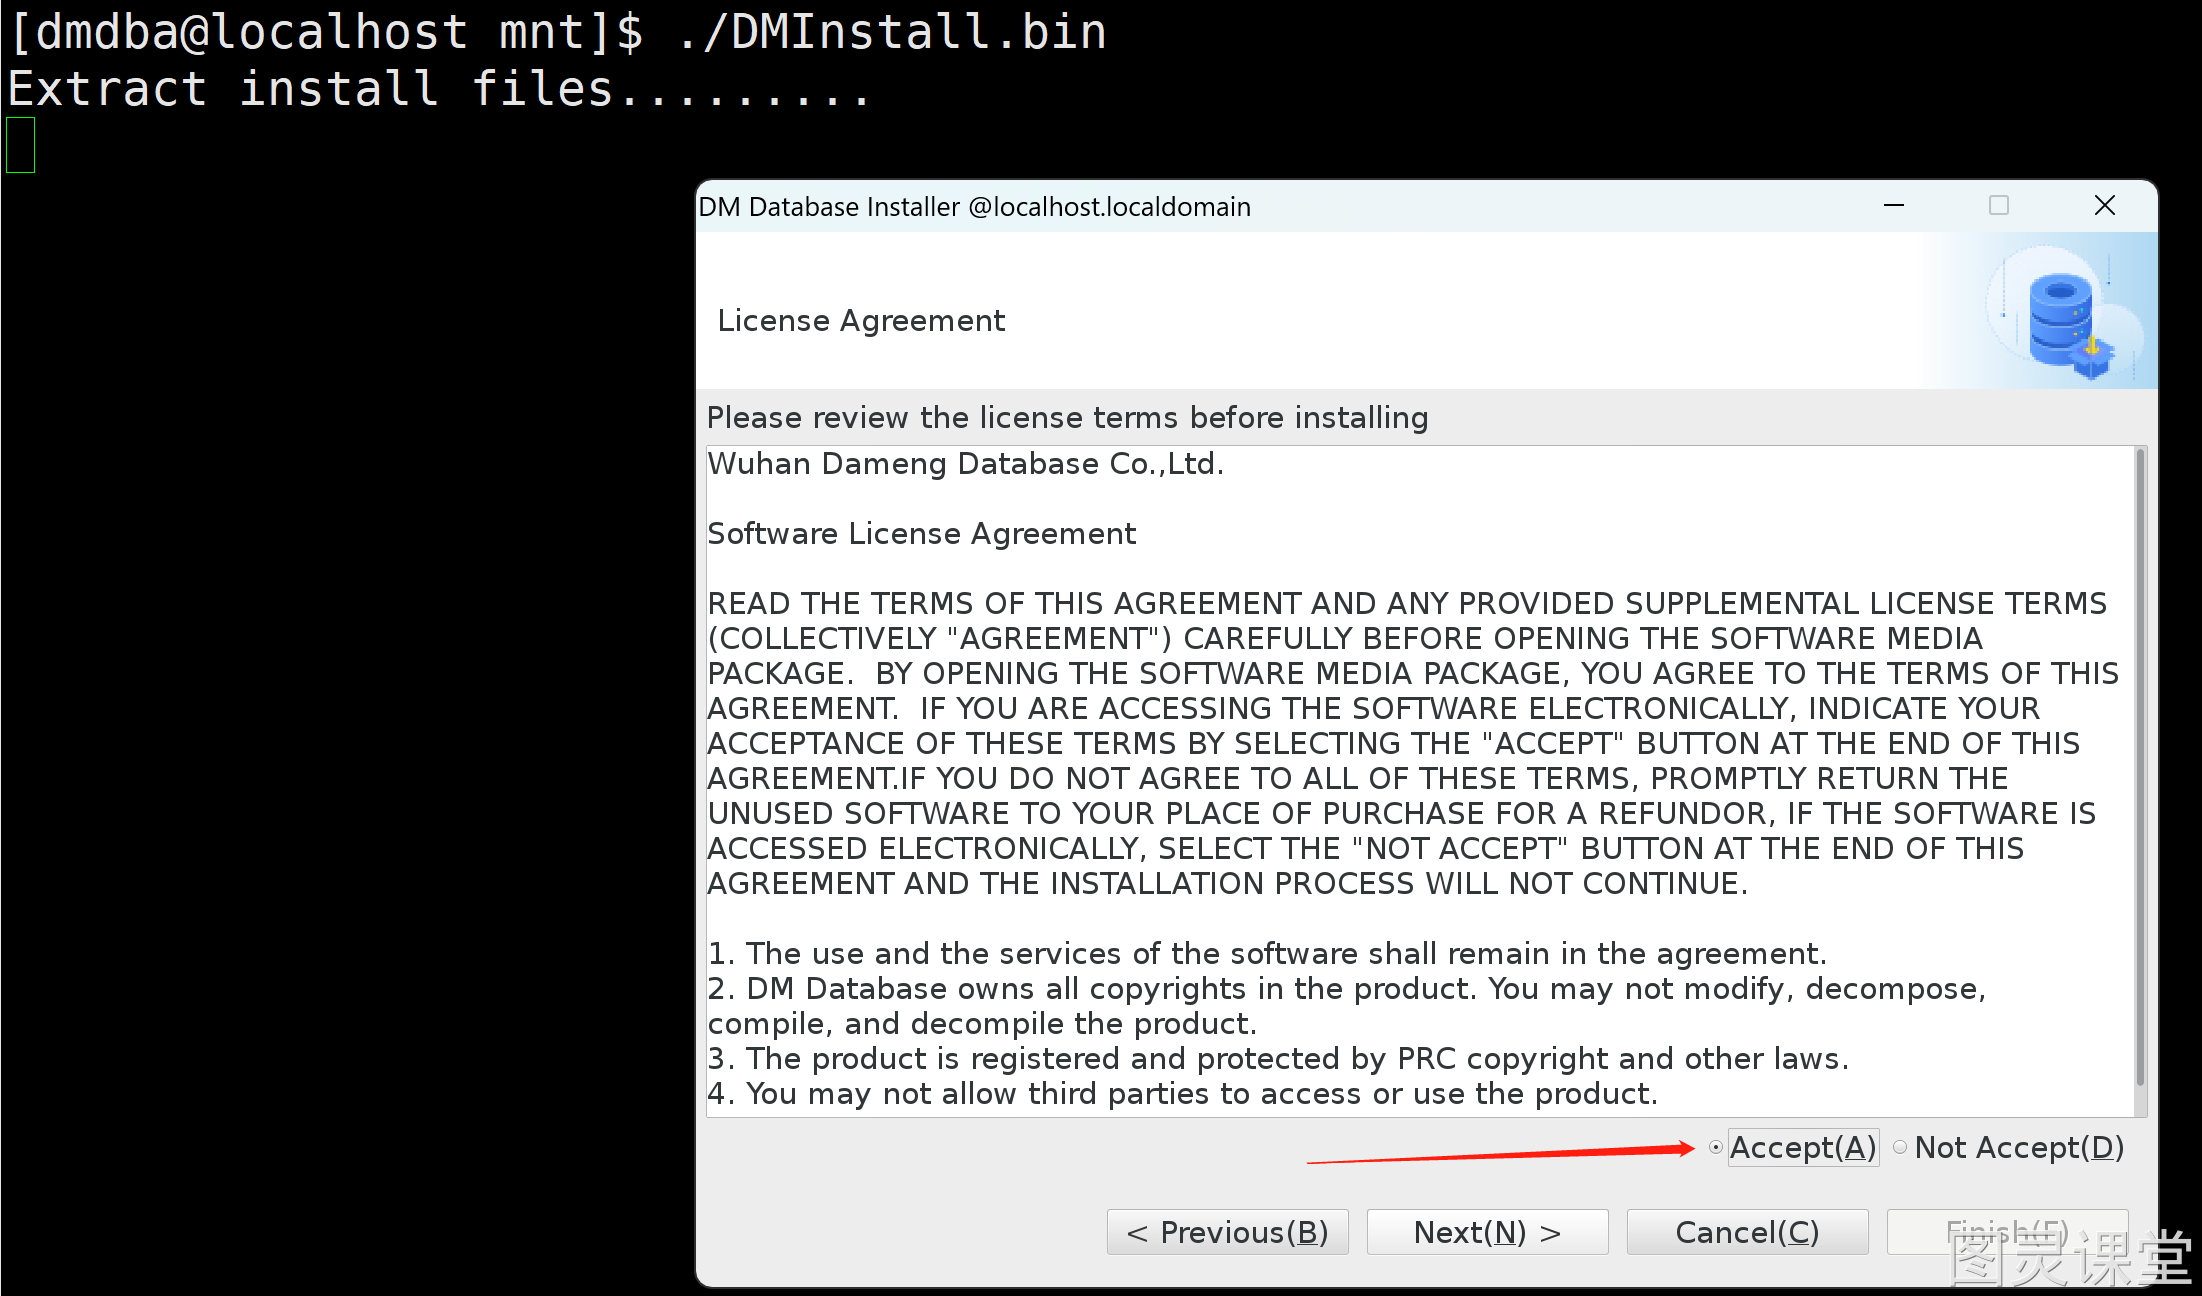 [dmdba@localhost mnt]$ ./DMInstall.bin
Extract install files.........
DM Database Installer @localhost.localdomain
License Agreement
Please review the license terms before installing
Wuhan Dameng Database Co.,Ltd.
Software License Agreement
READ THE TERMS OF THIS AGREEMENT AND ANY PROVIDED SUPPLEMENTAL LICENSE TERMS
(COLLECTIVELY "AGREEMENT") CAREFULLY BEFORE OPENING THE SOFTWARE MEDIA
PACKAGE.  BY OPENING THE SOFTWARE MEDIA PACKAGE, YOU AGREE TO THE TERMS OF THIS
AGREEMENT.  IF YOU ARE ACCESSING THE SOFTWARE ELECTRONICALLY, INDICATE YOUR
ACCEPTANCE OF THESE TERMS BY SELECTING THE "ACCEPT" BUTTON AT THE END OF THIS
AGREEMENT.IF YOU DO NOT AGREE TO ALL OF THESE TERMS, PROMPTLY RETURN THE
UNUSED SOFTWARE TO YOUR PLACE OF PURCHASE FOR A REFUNDOR, IF THE SOFTWARE IS
ACCESSED ELECTRONICALLY, SELECT THE "NOT ACCEPT" BUTTON AT THE END OF THIS
AGREEMENT AND THE INSTALLATION PROCESS WILL NOT CONTINUE.
1. The use and the services of the software shall remain in the agreement.
2. DM Database owns all copyrights in the product. You may not modify, decompose,
compile, and decompile the product.
3. The product is registered and protected by PRC copyright and other laws.
4. You may not allow third parties to access or use the product.
Accept(A) Not Accept(D)
< Previous(B) Next(N) > Cancel(C) Finish(F)
图灵课堂